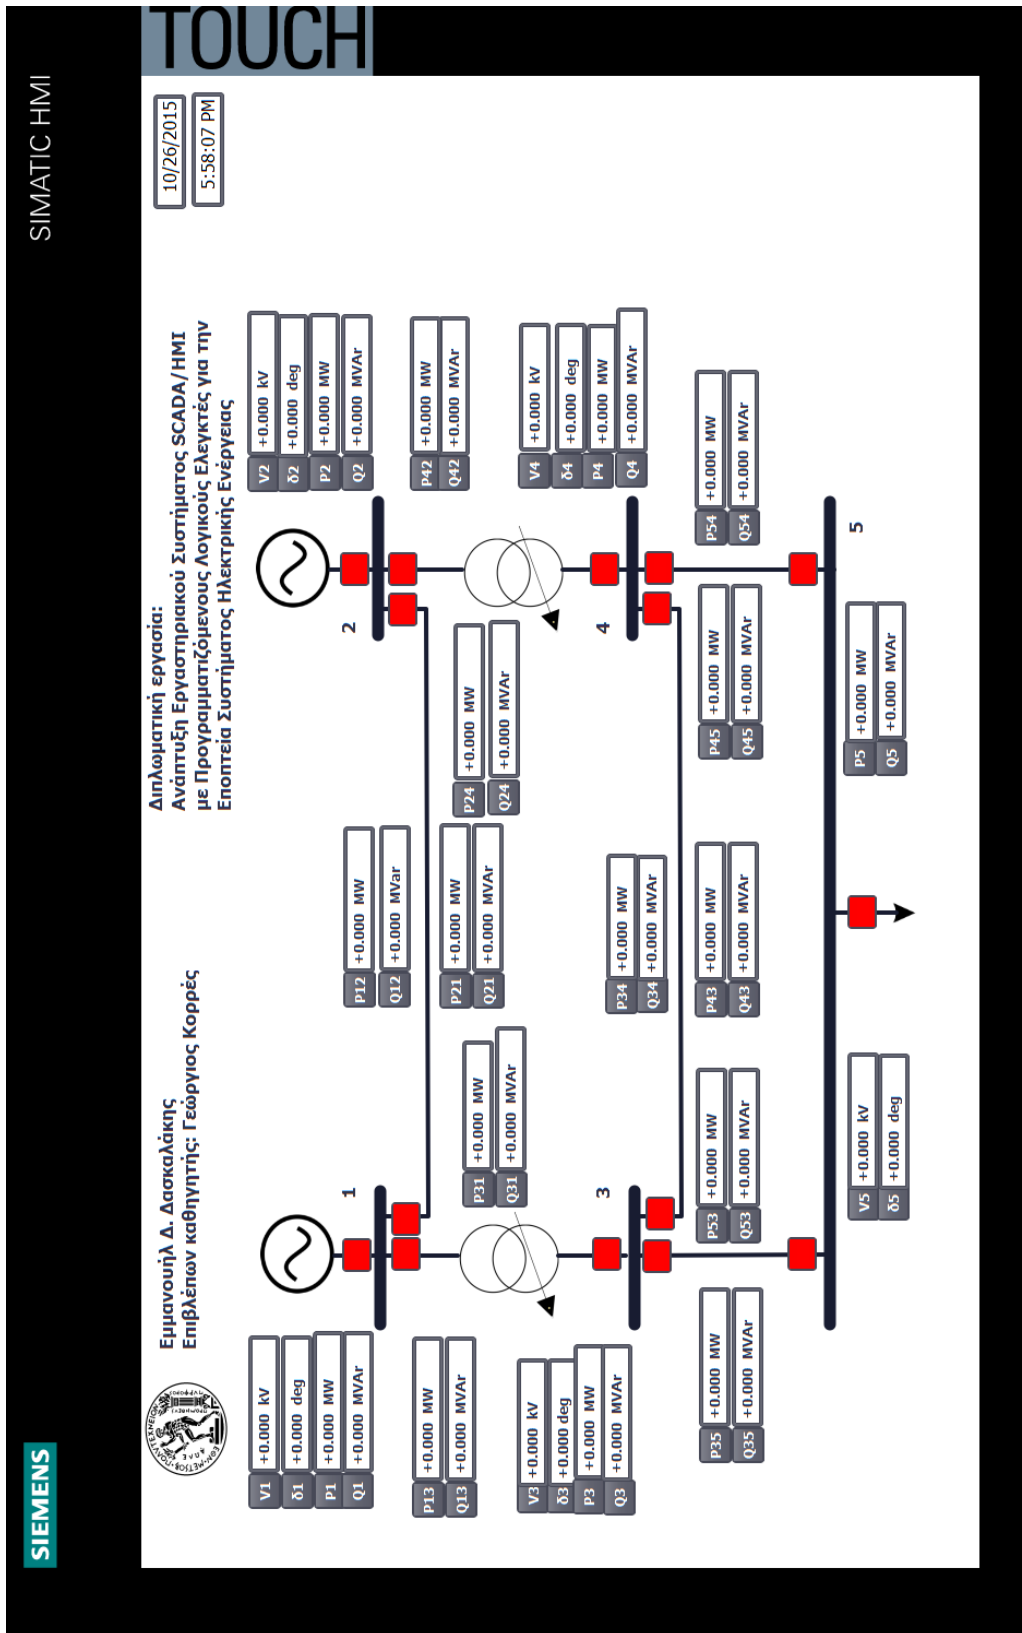 SIEMENS
SIMATIC HMI
TOUCH
Εμμανουήλ Δ. Δασκαλάκης
Επιβλέπων καθηγητής: Γεώργιος Κορρές
Διπλωματική εργασία:
Ανάπτυξη Εργαστηριακού Συστήματος SCADA/HMI
με Προγραμματιζόμενους Λογικούς Ελεγκτές για την
Εποπτεία Συστήματος Ηλεκτρικής Ενέργειας
10/26/2015
5:58:07 PM
V1 +0.000 kV
δ1 +0.000 deg
P1 +0.000 MW
Q1 +0.000 MVAr
1
P12 +0.000 MW
Q12 +0.000 MVar
2
V2 +0.000 kV
δ2 +0.000 deg
P2 +0.000 MW
Q2 +0.000 MVAr
P13 +0.000 MW
Q13 +0.000 MVAr
P31 +0.000 MW
Q31 +0.000 MVAr
P21 +0.000 MW
Q21 +0.000 MVAr
P24 +0.000 MW
Q24 +0.000 MVAr
P42 +0.000 MW
Q42 +0.000 MVAr
V3 +0.000 kV
δ3 +0.000 deg
P3 +0.000 MW
Q3 +0.000 MVAr
3
P34 +0.000 MW
Q34 +0.000 MVAr
4
V4 +0.000 kV
δ4 +0.000 deg
P4 +0.000 MW
Q4 +0.000 MVAr
P35 +0.000 MW
Q35 +0.000 MVAr
P53 +0.000 MW
Q53 +0.000 MVAr
P43 +0.000 MW
Q43 +0.000 MVAr
P45 +0.000 MW
Q45 +0.000 MVAr
P54 +0.000 MW
Q54 +0.000 MVAr
5
V5 +0.000 kV
δ5 +0.000 deg
P5 +0.000 MW
Q5 +0.000 MVAr